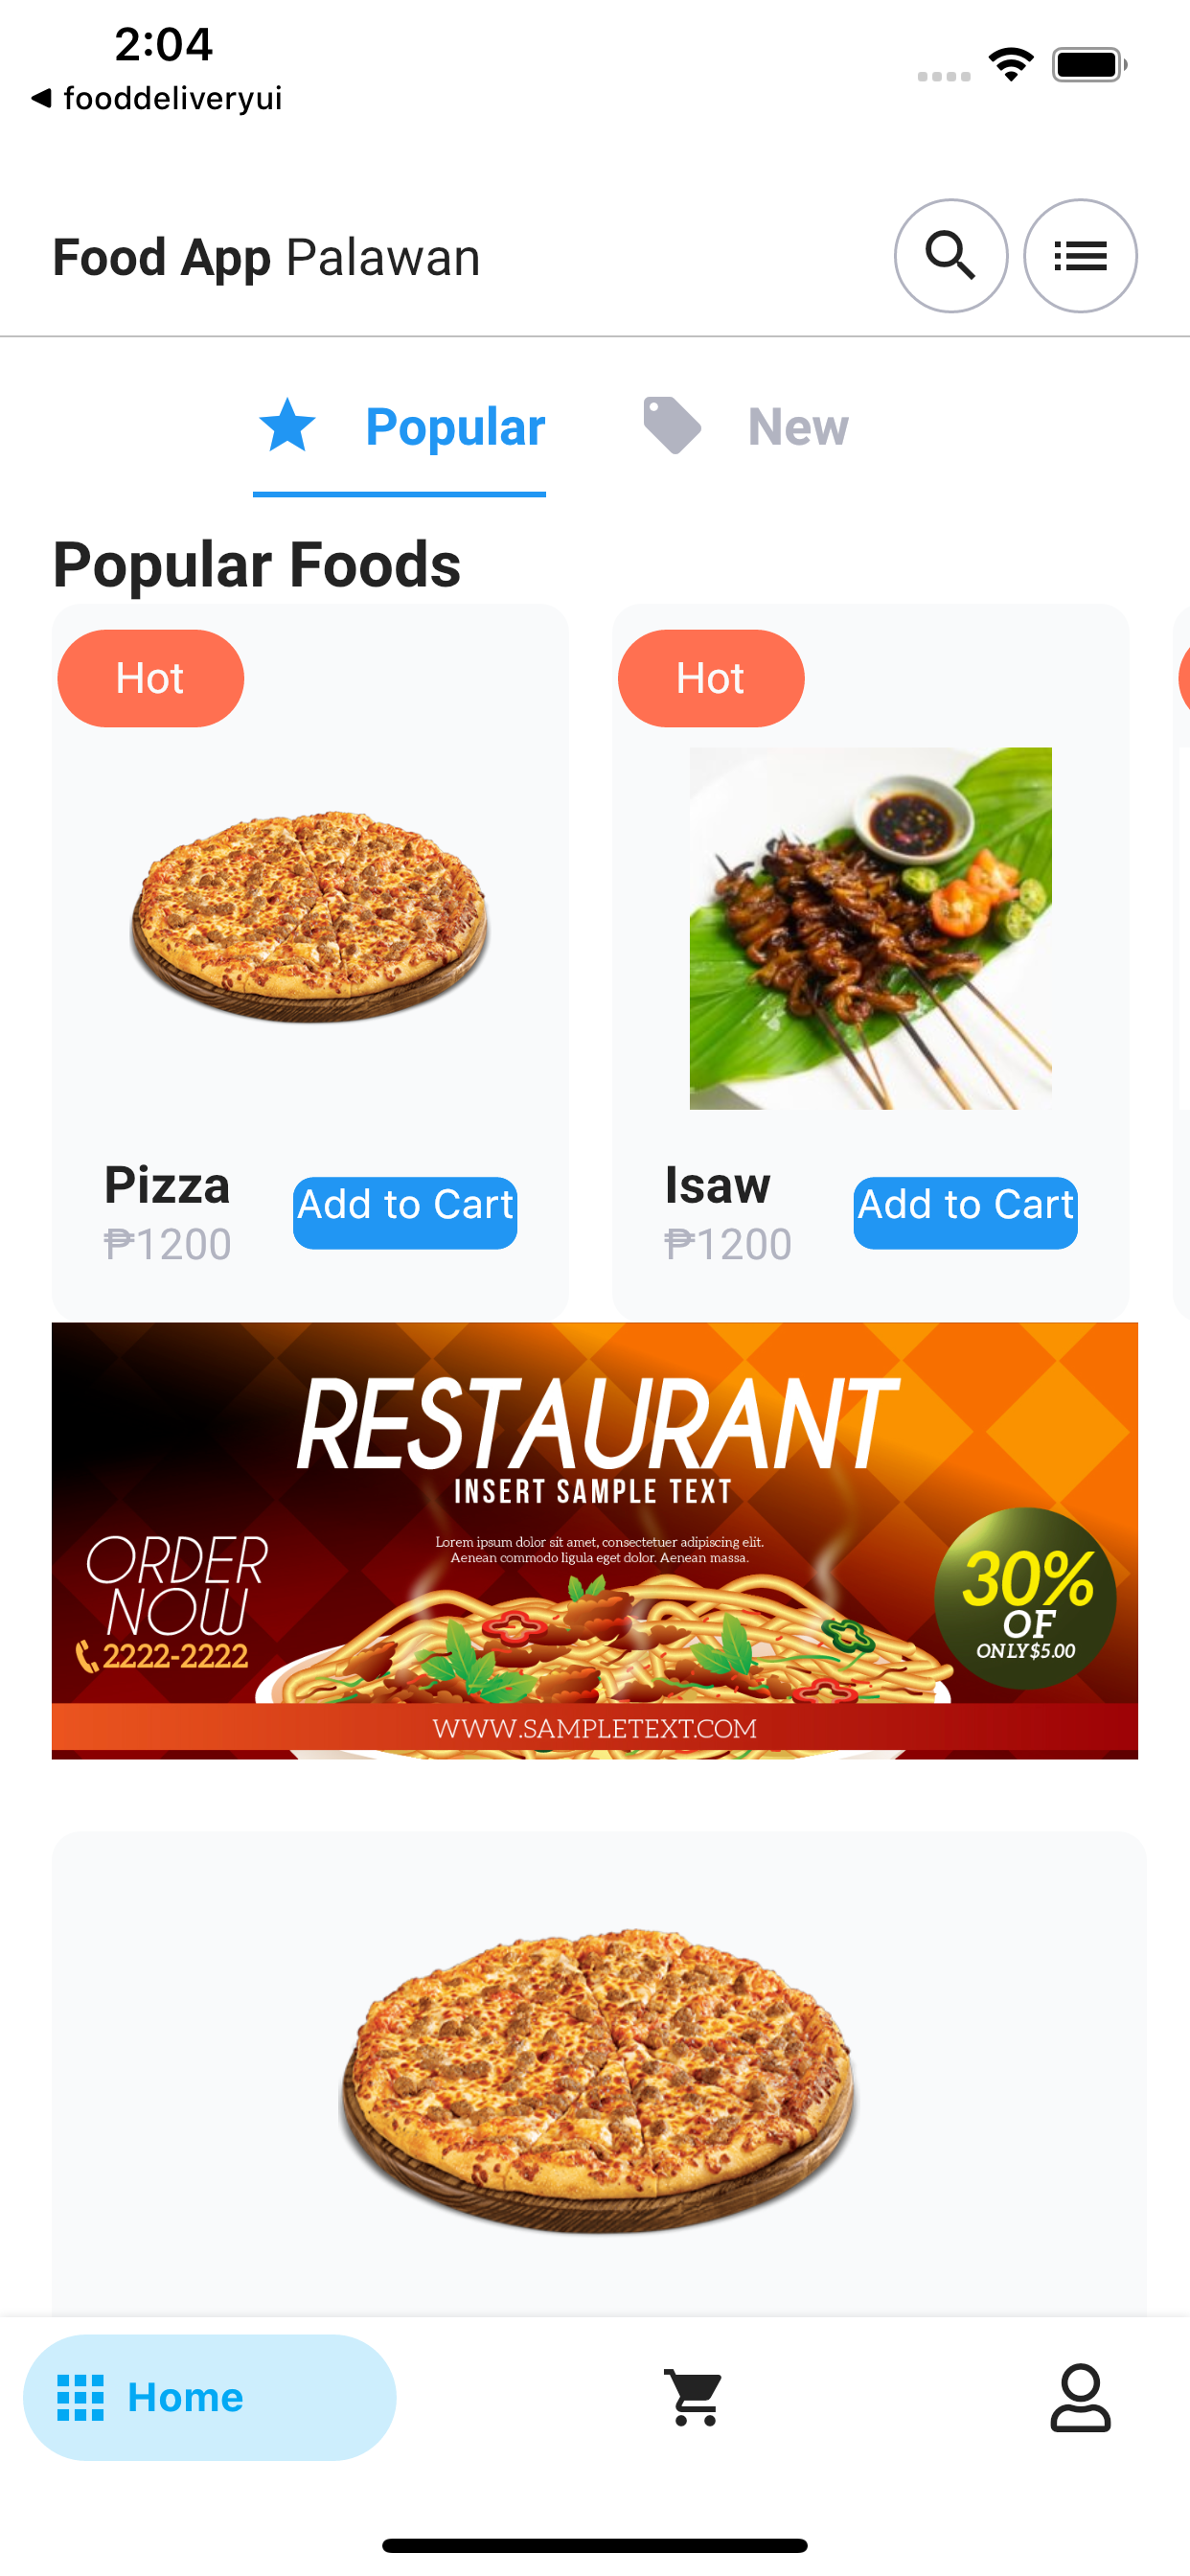 2:04
◀ fooddeliveryui
Food App Palawan
Popular
New
Popular Foods
Hot
Hot
Pizza
₱1200
Add to Cart
Isaw
₱1200
Add to Cart
RESTAURANT
INSERT SAMPLE TEXT
Lorem ipsum dolor sit amet, consectetuer adipiscing elit.
Aenean commodo ligula eget dolor. Aenean massa.
ORDER
NOW
2222-2222
30%
OF
ONLY $5.00
WWW.SAMPLETEXT.COM
Home